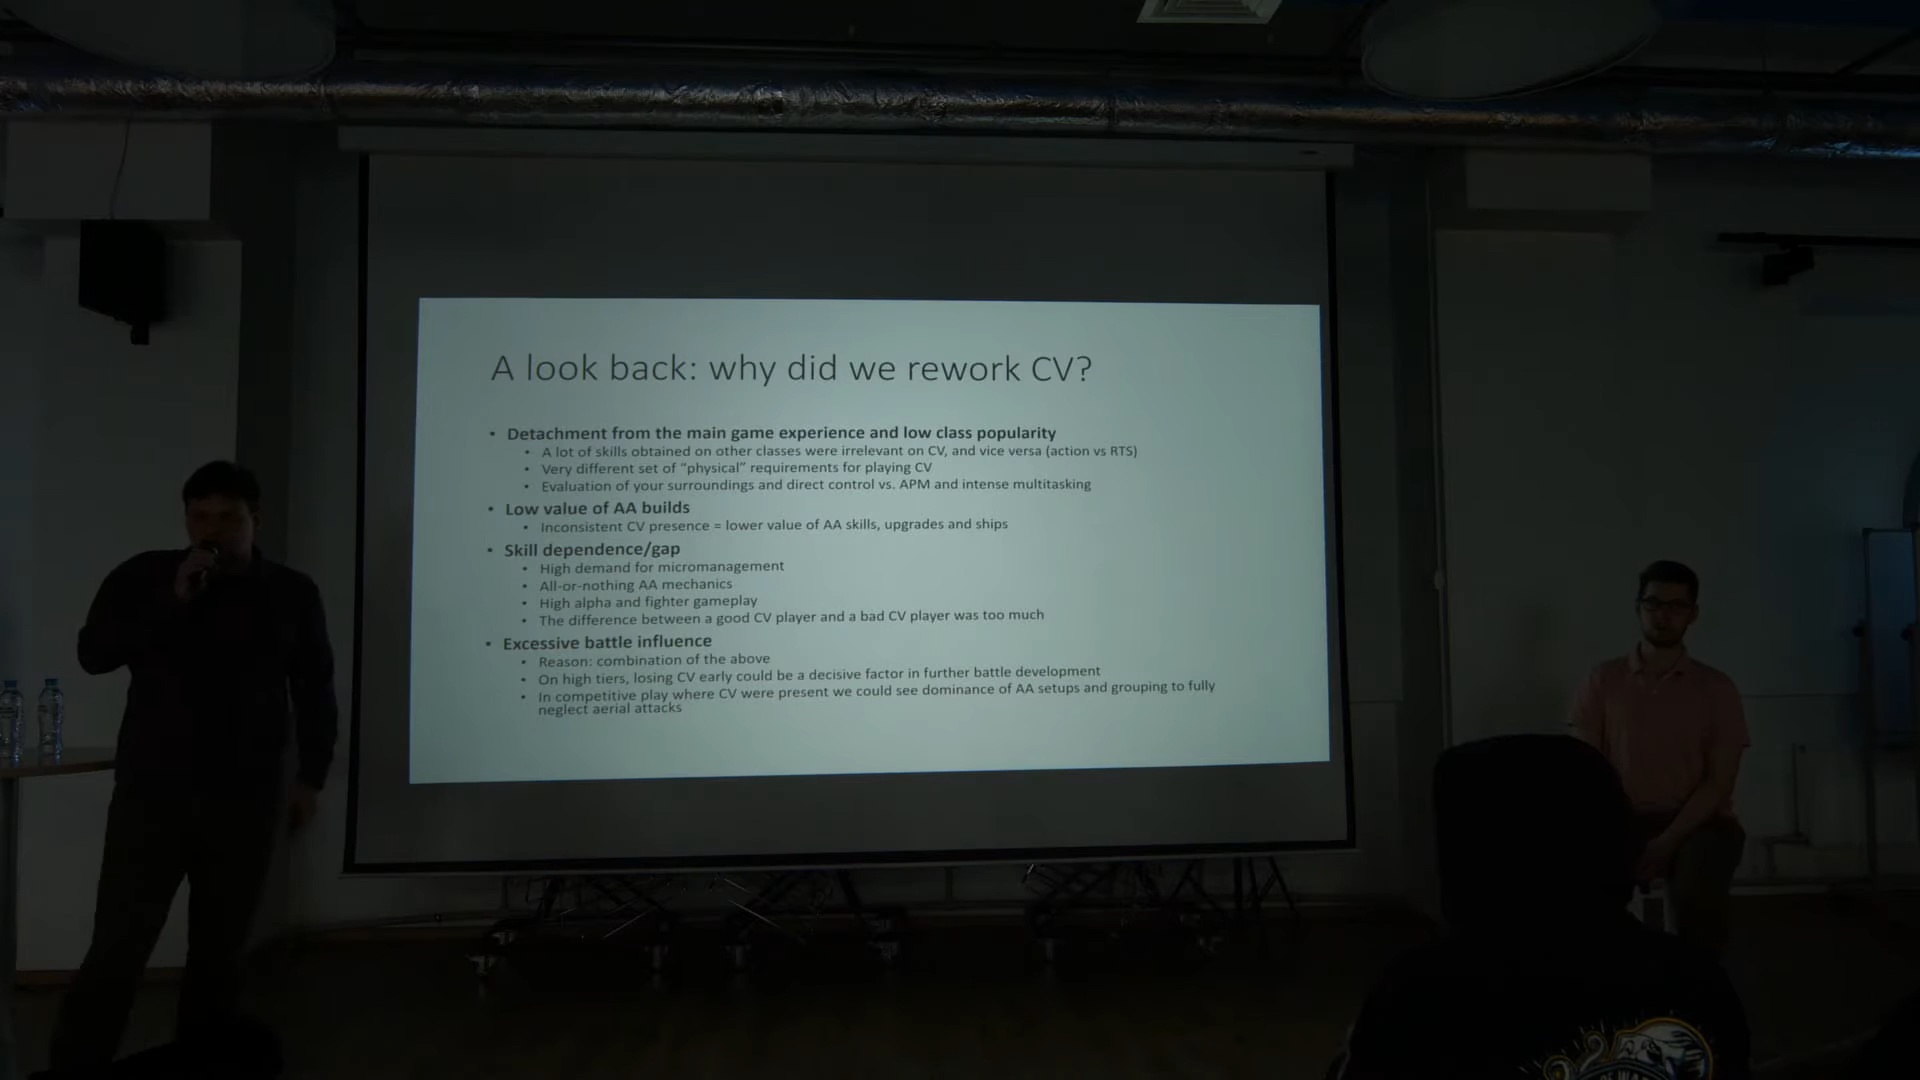 A look back: why did we rework CV?
• Detachment from the main game experience and low class popularity
• A lot of skills obtained on other classes were irrelevant on CV, and vice versa (action vs RTS)
• Very different set of “physical” requirements for playing CV
• Evaluation of your surroundings and direct control vs. APM and intense multitasking
• Low value of AA builds
• Inconsistent CV presence = lower value of AA skills, upgrades and ships
• Skill dependence/gap
• High demand for micromanagement
• All-or-nothing AA mechanics
• High alpha and fighter gameplay
• The difference between a good CV player and a bad CV player was too much
• Excessive battle influence
• Reason: combination of the above
• On high tiers, losing CV early could be a decisive factor in further battle development
• In competitive play where CV were present we could see dominance of AA setups and grouping to fully
neglect aerial attacks